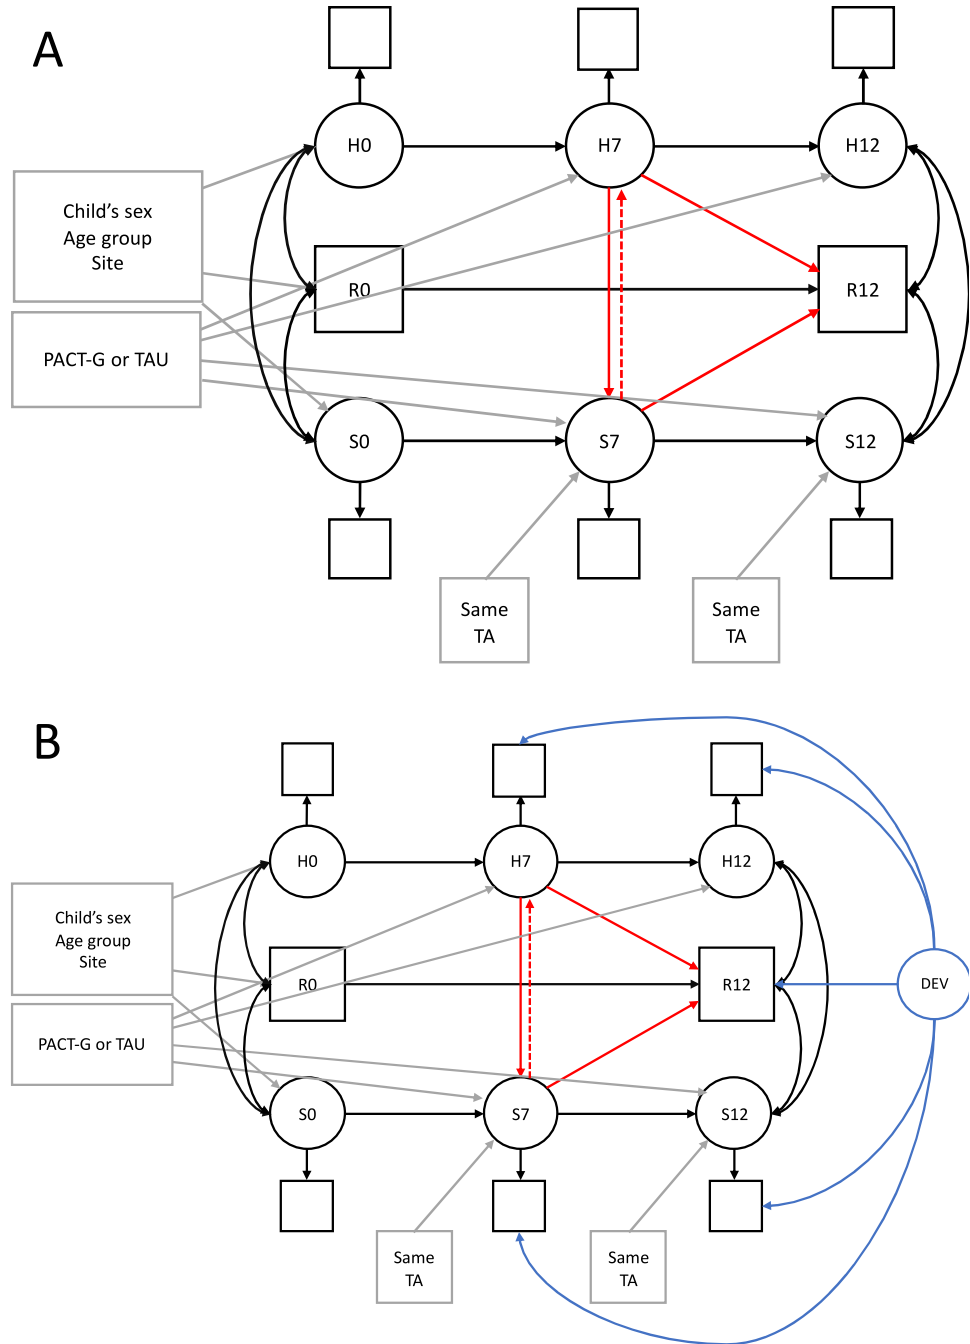 A
H0
H7
H12
Child's sex
Age group
Site
R0
R12
PACT-G or TAU
S0
S7
S12
Same
TA
Same
TA
B
H0
H7
H12
Child's sex
Age group
Site
R0
R12
DEV
PACT-G or TAU
S0
S7
S12
Same
TA
Same
TA